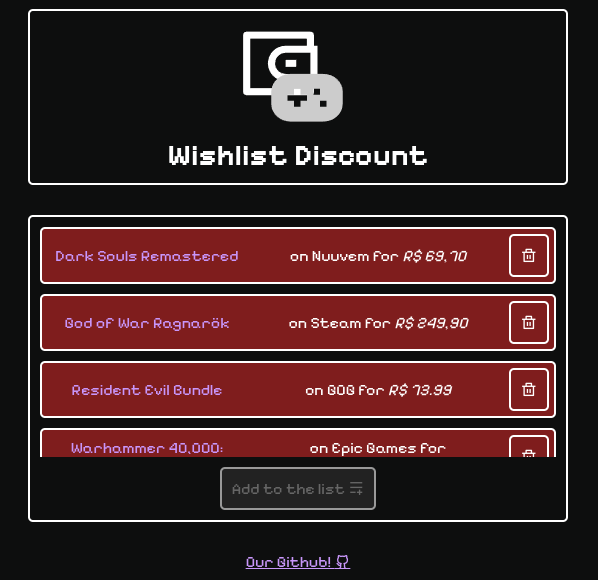 Wishlist Discount
Dark Souls Remastered on Nuuvem for R$ 69,70
God of War Ragnarök on Steam for R$ 249,90
Resident Evil Bundle on GOG for R$ 73.99
Warhammer 40,000: on Epic Games for
Add to the list
Our Github!